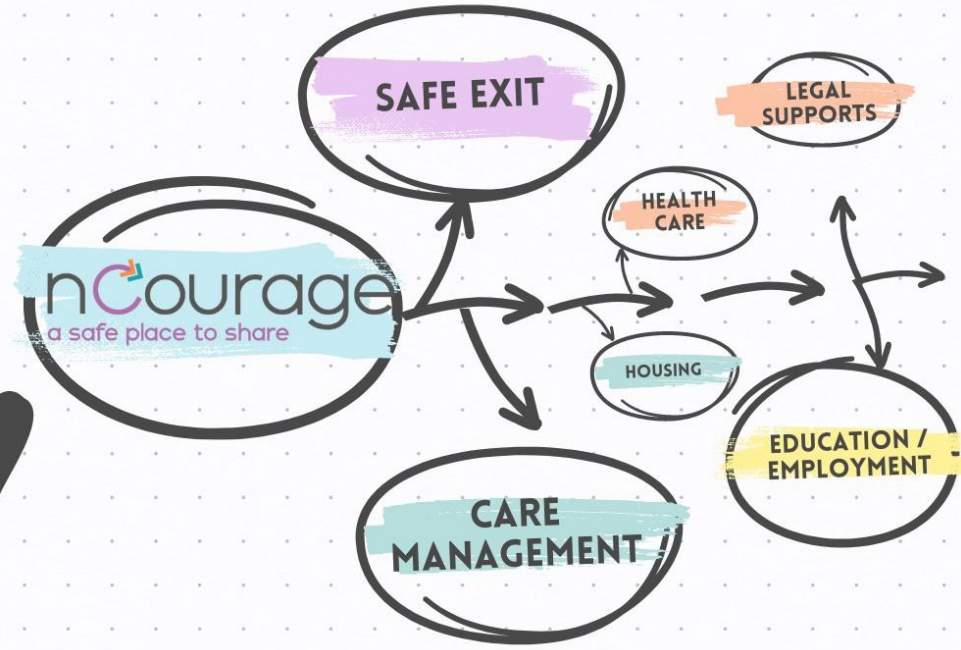 SAFE EXIT
LEGAL
SUPPORTS
HEALTH
CARE
nCourage
a safe place to share
HOUSING
EDUCATION /
EMPLOYMENT
CARE
MANAGEMENT